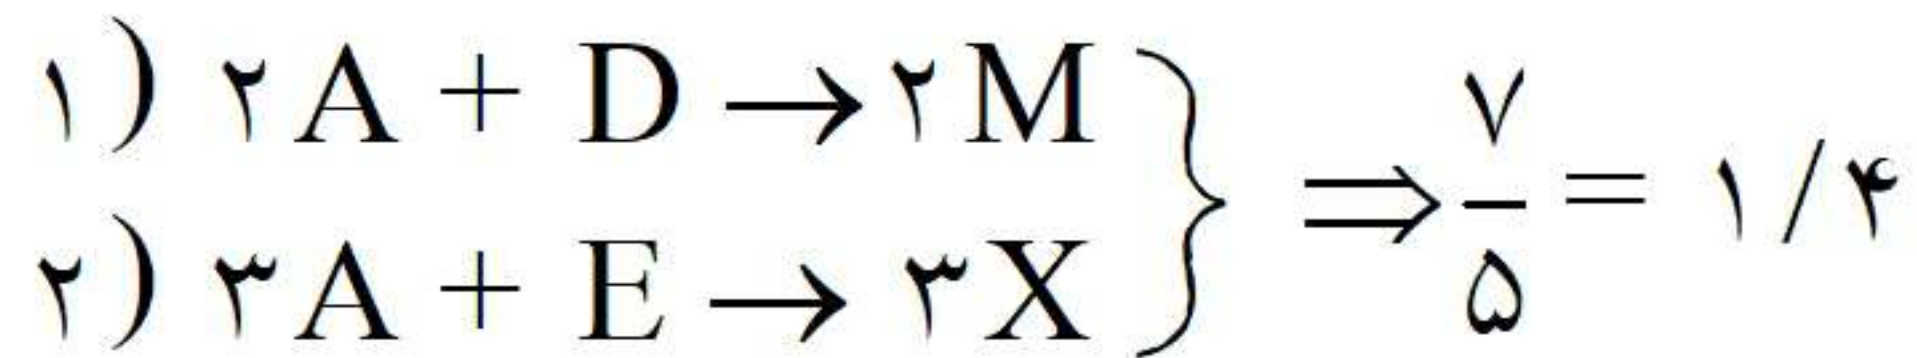 ۱) ۲A + D → ۲M
۲) ۳A + E → ۳X
⇒ ۷/۵ = ۱/۴